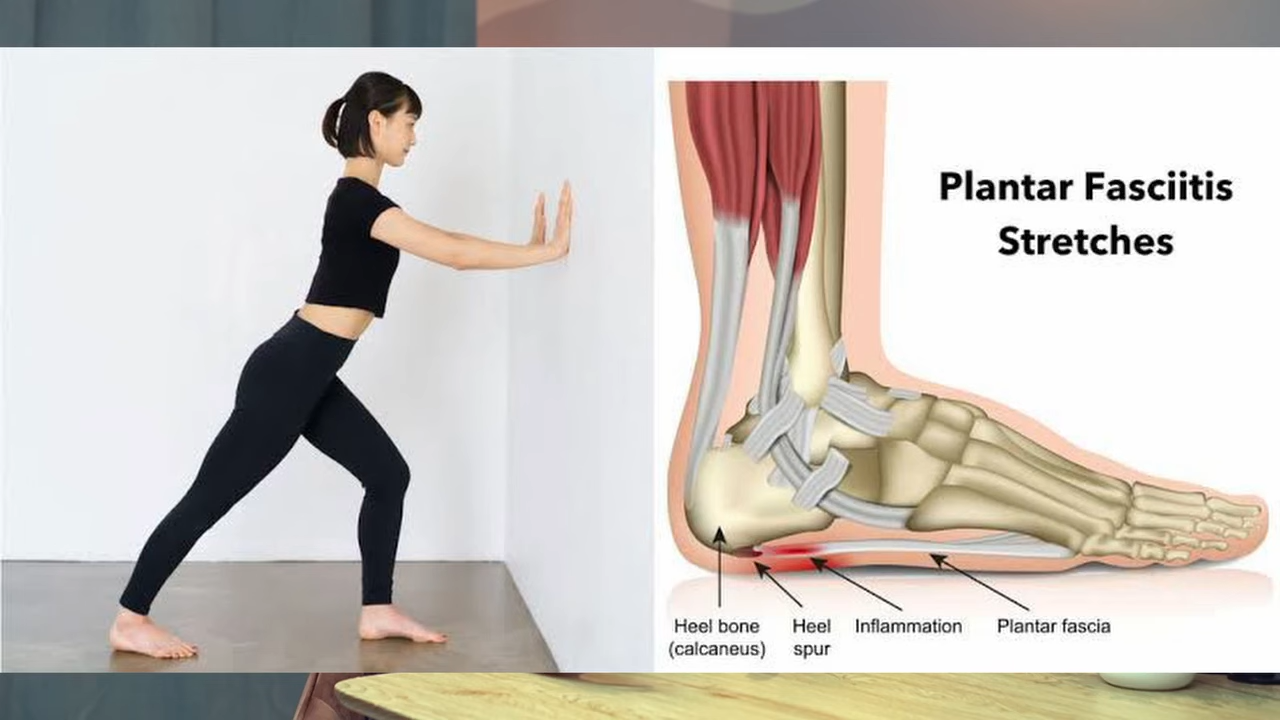 Plantar Fasciitis
Stretches
Heel bone
(calcaneus)
Heel
spur
Inflammation
Plantar fascia